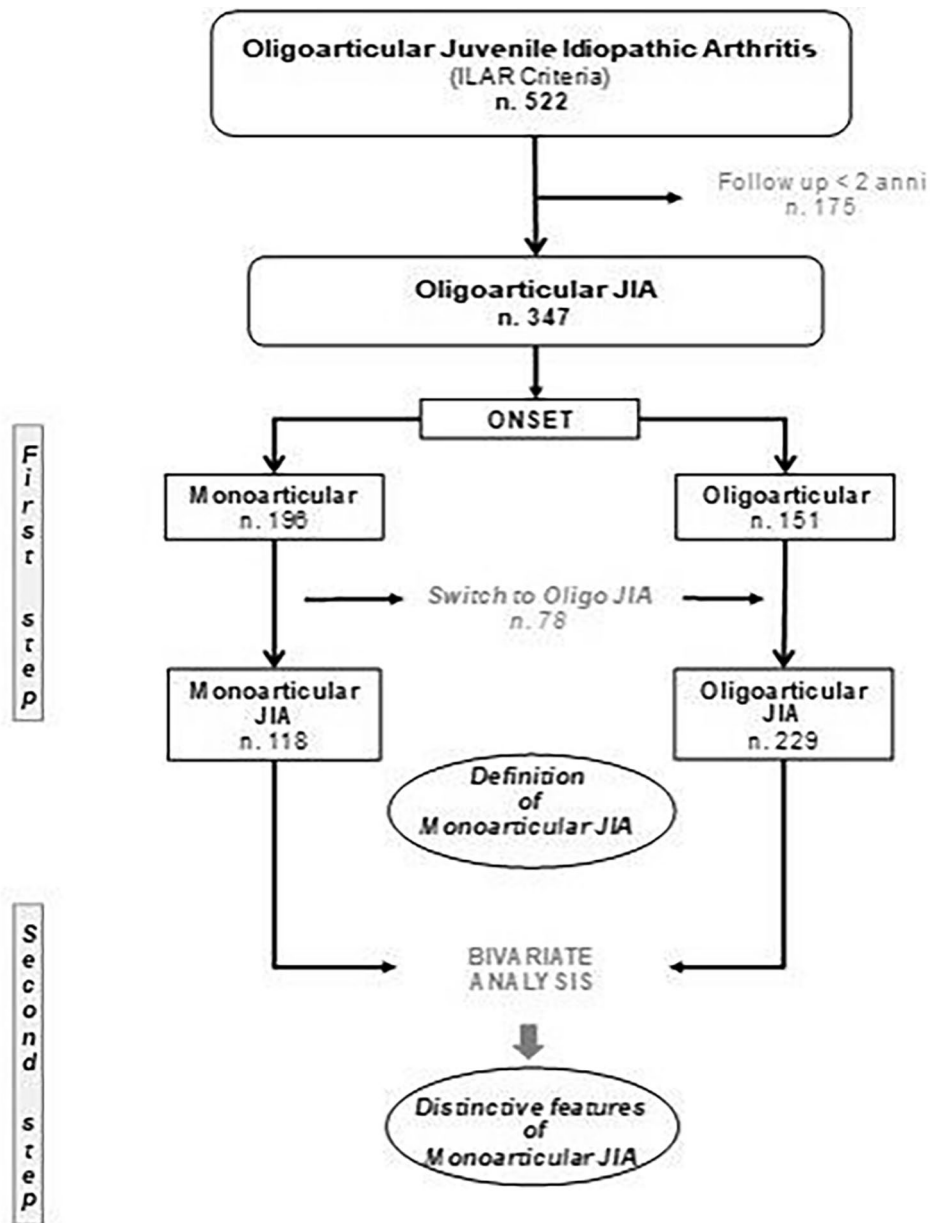 Oligoarticular Juvenile Idiopathic Arthritis
(ILAR Criteria)
n. 522
Follow up < 2 anni
n. 175
Oligoarticular JIA
n. 347
ONSET
First step
Monoarticular
n. 196
Oligoarticular
n. 151
Switch to Oligo JIA
n. 78
Monoarticular
JIA
n. 118
Oligoarticular
JIA
n. 229
Definition
of
Monoarticular JIA
Second step
BIVARIATE
ANALYSIS
Distinctive features
of
Monoarticular JIA